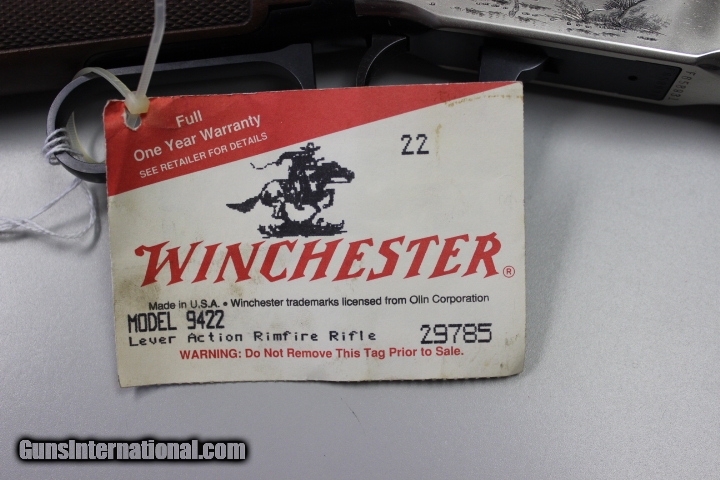 Full
One Year Warranty
SEE RETAILER FOR DETAILS
22
WINCHESTER®
Made in U.S.A. • Winchester trademarks licensed from Olin Corporation
MODEL 9422
Lever Action Rimfire Rifle 29785
WARNING: Do Not Remove This Tag Prior to Sale.
GunsInternational.com